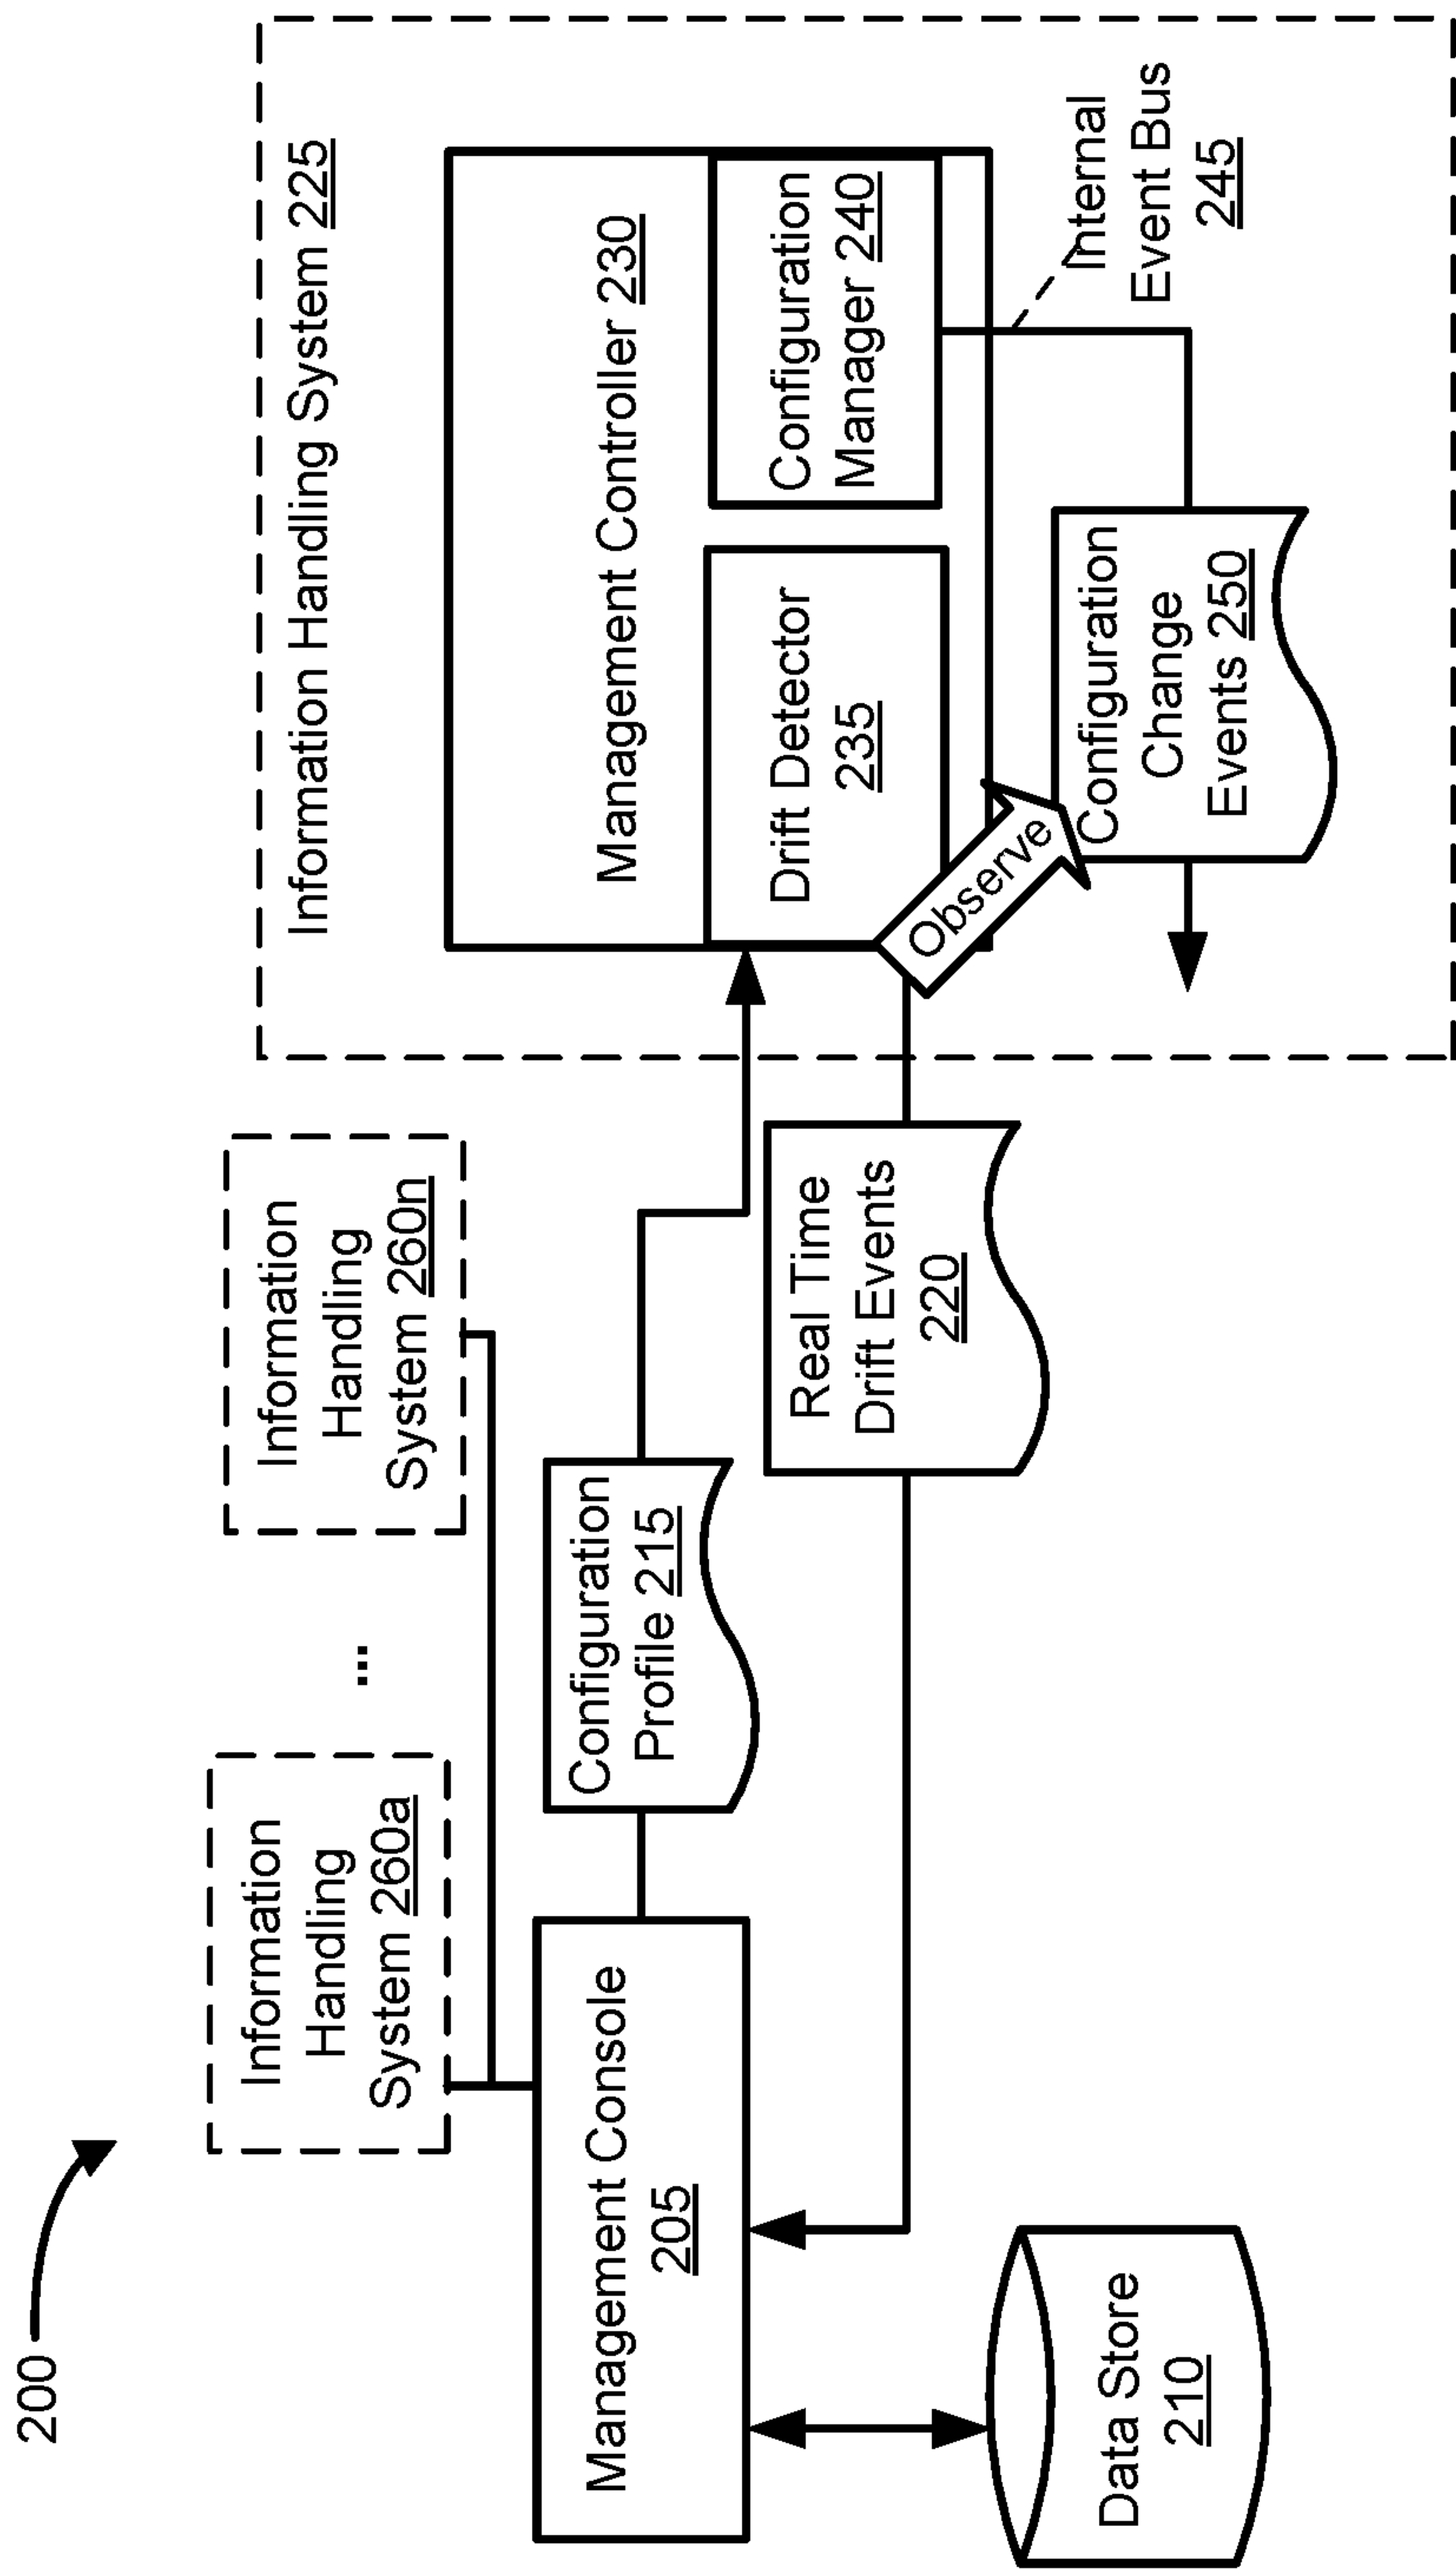 200
Information
Handling
System 260a
...
Information
Handling
System 260n
Information Handling System 225
Management Console
205
Configuration
Profile 215
Management Controller 230
Drift Detector
235
Configuration
Manager 240
Real Time
Drift Events
220
Observe
Internal
Event Bus
245
Configuration
Change
Events 250
Data Store
210